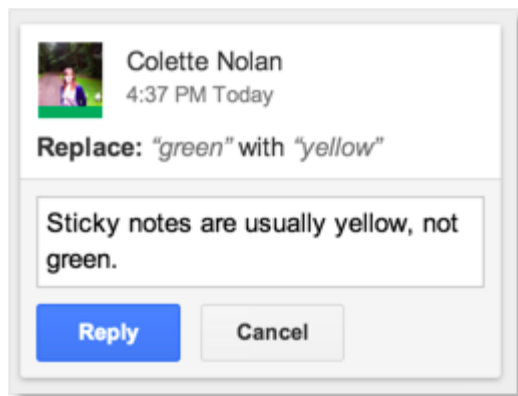 Colette Nolan
4:37 PM Today
Replace: “green” with “yellow”
Sticky notes are usually yellow, not
green.
Reply Cancel